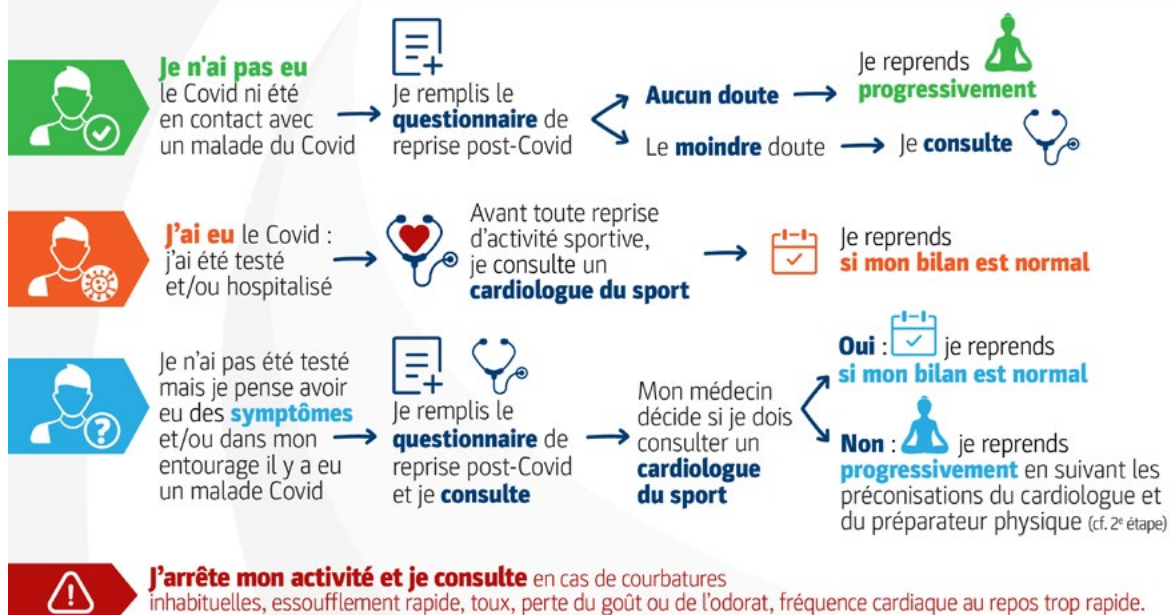 Je n'ai pas eu
le Covid ni été
en contact avec
un malade du Covid
Je remplis le
questionnaire de
reprise post-Covid
Aucun doute
Je reprends
progressivement
Le moindre doute
Je consulte
J'ai eu le Covid :
j'ai été testé
et/ou hospitalisé
Avant toute reprise
d'activité sportive,
je consulte un
cardiologue du sport
Je reprends
si mon bilan est normal
Je n'ai pas été testé
mais je pense avoir
eu des symptômes
et/ou dans mon
entourage il y a eu
un malade Covid
Je remplis le
questionnaire de
reprise post-Covid
et je consulte
Mon médecin
décide si je dois
consulter un
cardiologue
du sport
Oui : je reprends
si mon bilan est normal
Non : je reprends
progressivement en suivant les
préconisations du cardiologue et
du préparateur physique (cf. 2e étape)
J'arrête mon activité et je consulte en cas de courbatures
inhabituelles, essoufflement rapide, toux, perte du goût ou de l'odorat, fréquence cardiaque au repos trop rapide.